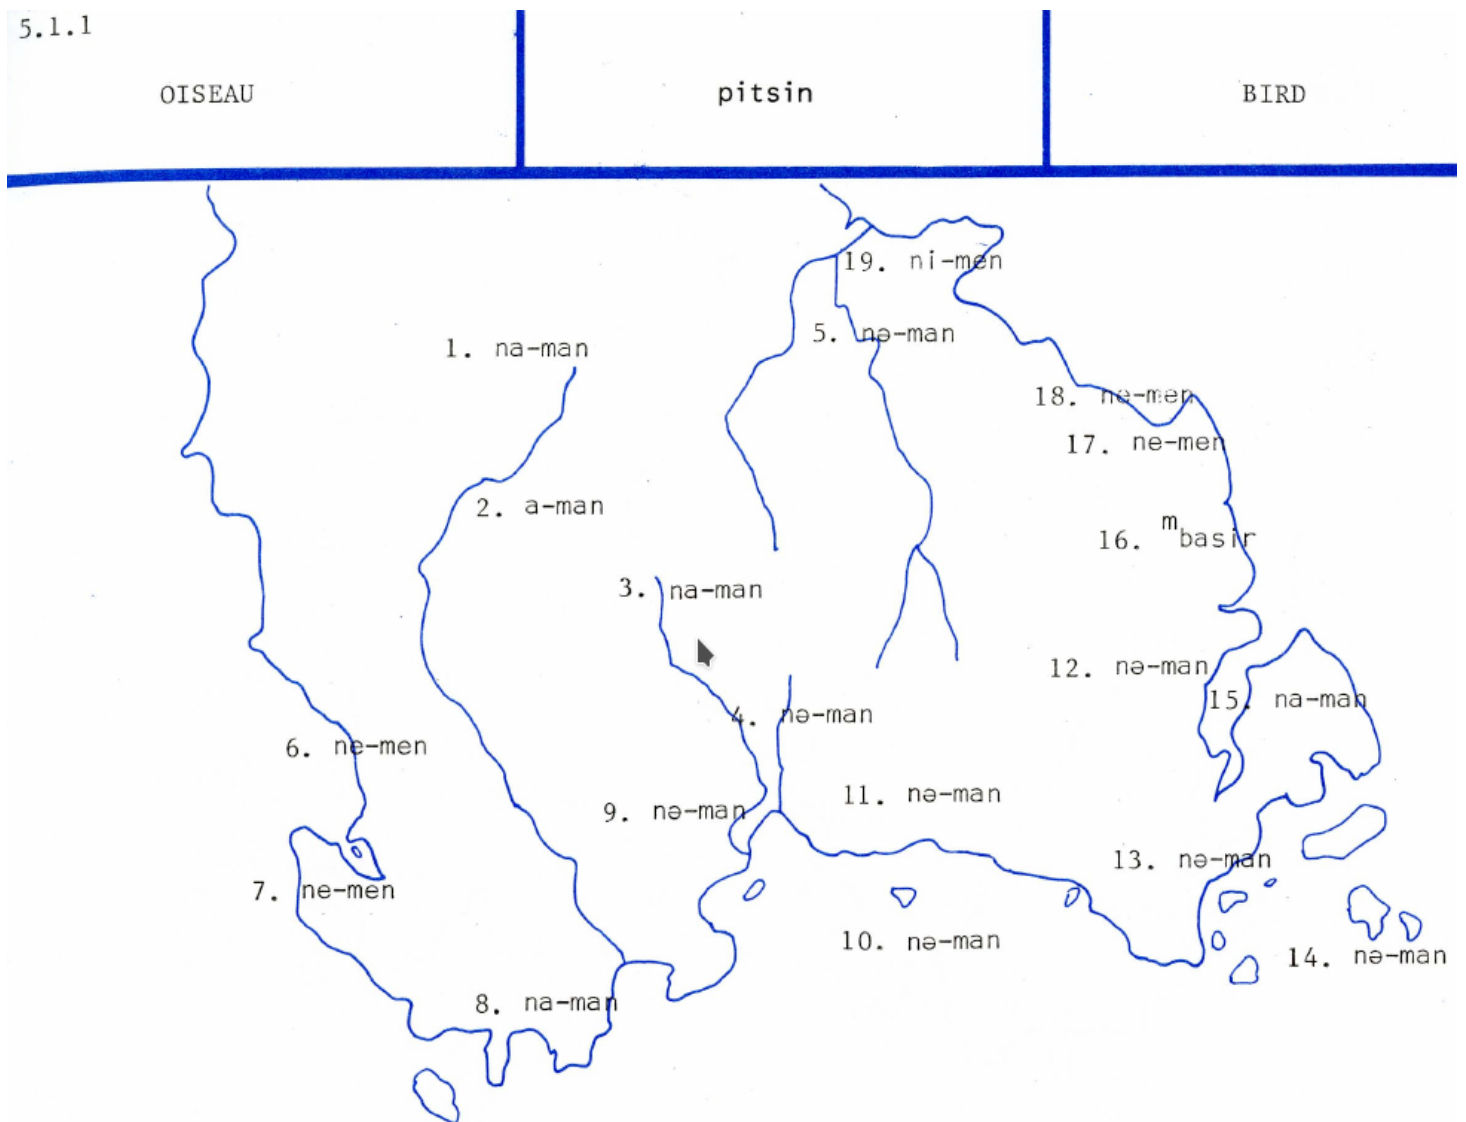 5.1.1
OISEAU
pitsin
BIRD
19. ni-men
5. nə-man
1. na-man
18. nə-men
17. ne-men
2. a-man
16. ᵐbasir
3. na-man
12. nə-man
15. na-man
4. nə-man
6. ne-men
11. nə-man
9. nə-man
13. nə-man
7. ne-men
10. nə-man
14. nə-man
8. na-man